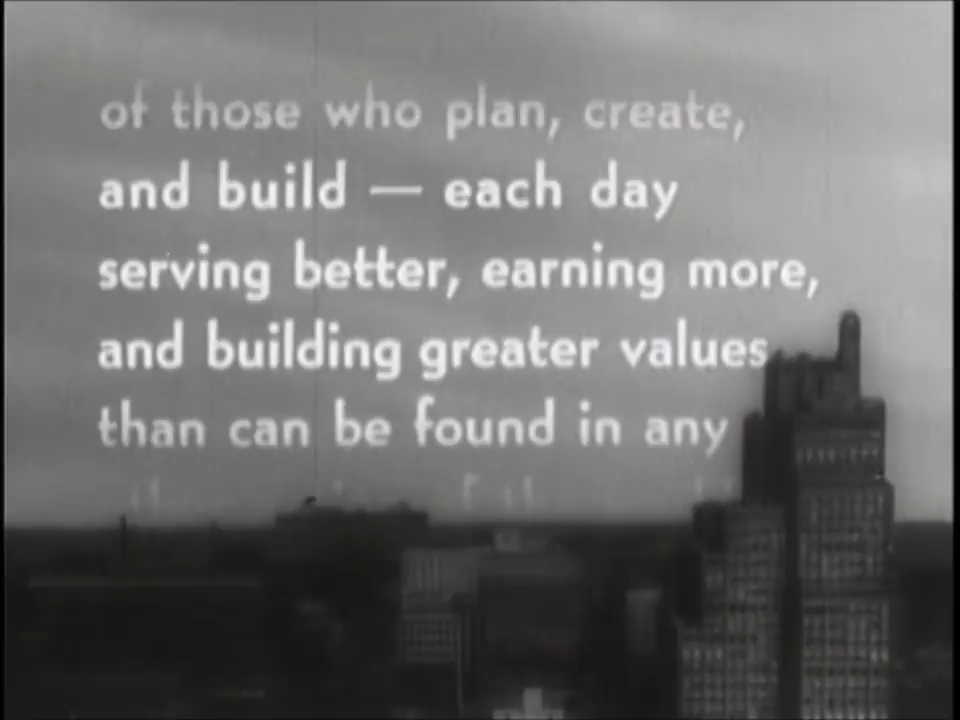 of those who plan, create,
and build — each day
serving better, earning more,
and building greater values
than can be found in any